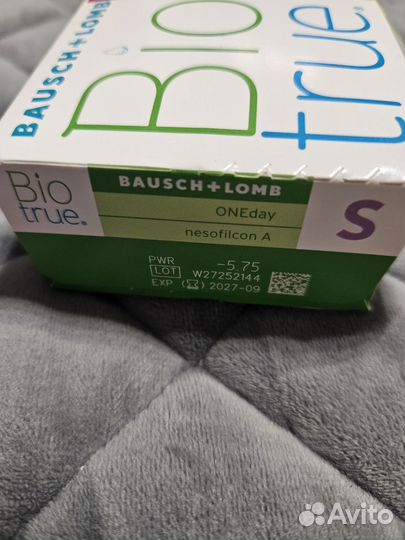 BAUSCH+LOMB
Bio
true.
Bio
true.
BAUSCH+LOMB
ONEday
nesofilcon A
S
PWR -5.75
LOT W27252144
EXP 2027-09
Avito